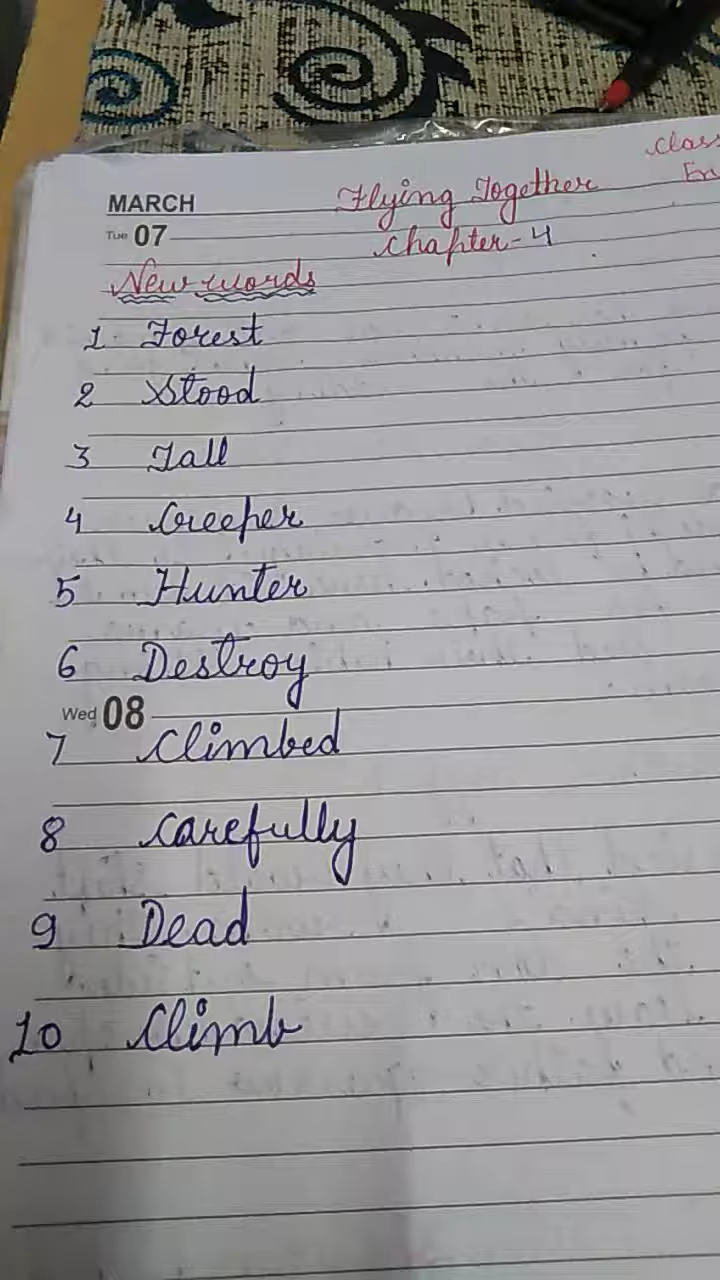 Class
MARCH Flying Together
Tue 07 Chapter-4
New words
1 Forest
2 Stood
3 Tall
4 Creeper
5 Hunter
6 Destroy
Wed 08
7 Climbed
8 Carefully
9 Dead
10 Climb